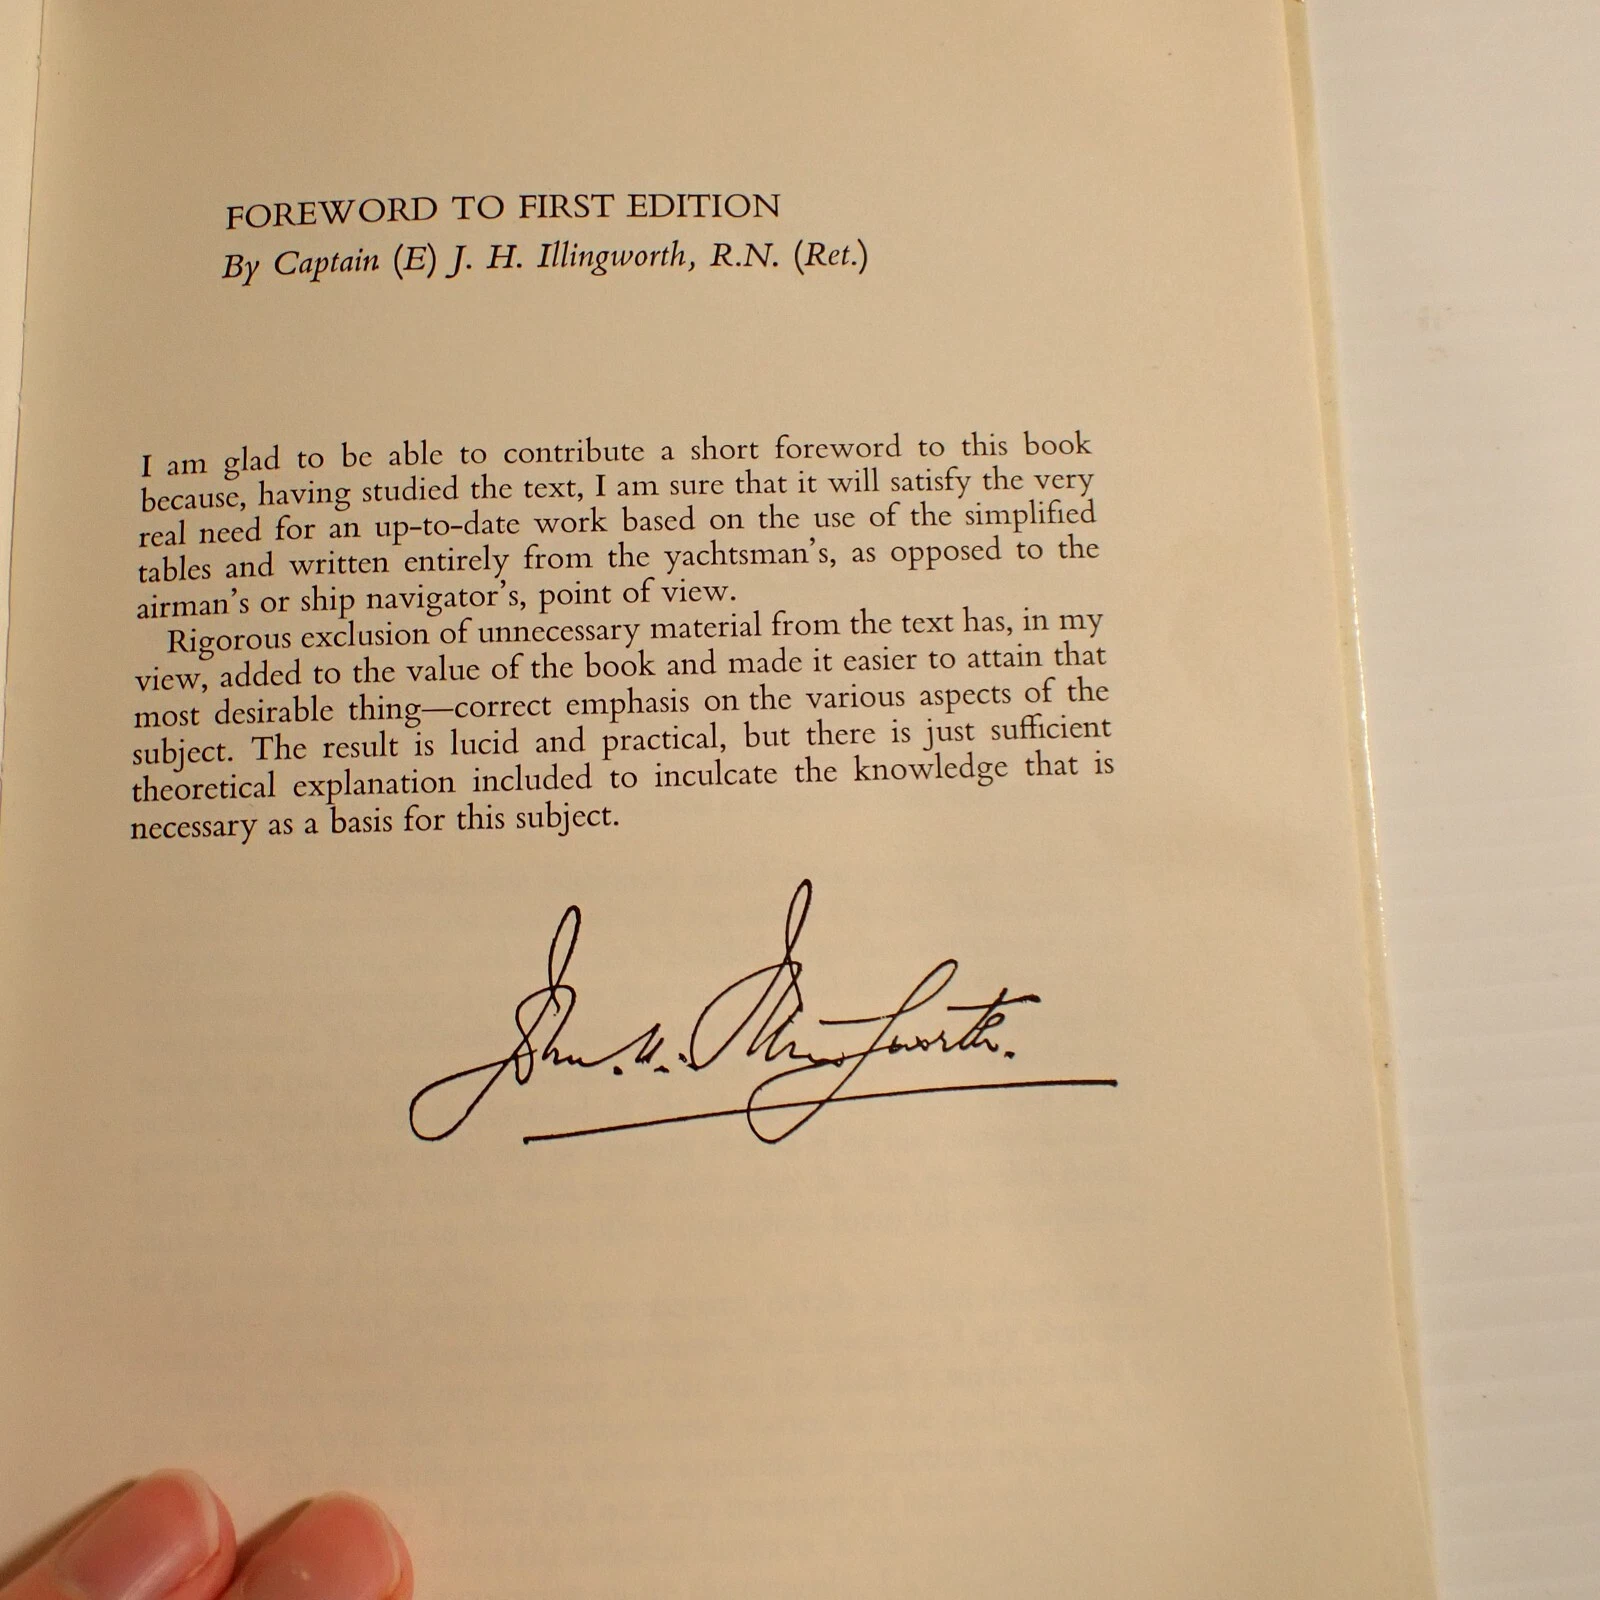 FOREWORD TO FIRST EDITION
By Captain (E) J. H. Illingworth, R.N. (Ret.)
I am glad to be able to contribute a short foreword to this book
because, having studied the text, I am sure that it will satisfy the very
real need for an up-to-date work based on the use of the simplified
tables and written entirely from the yachtsman's, as opposed to the
airman's or ship navigator's, point of view.
Rigorous exclusion of unnecessary material from the text has, in my
view, added to the value of the book and made it easier to attain that
most desirable thing—correct emphasis on the various aspects of the
subject. The result is lucid and practical, but there is just sufficient
theoretical explanation included to inculcate the knowledge that is
necessary as a basis for this subject.
John. H. Illingworth.